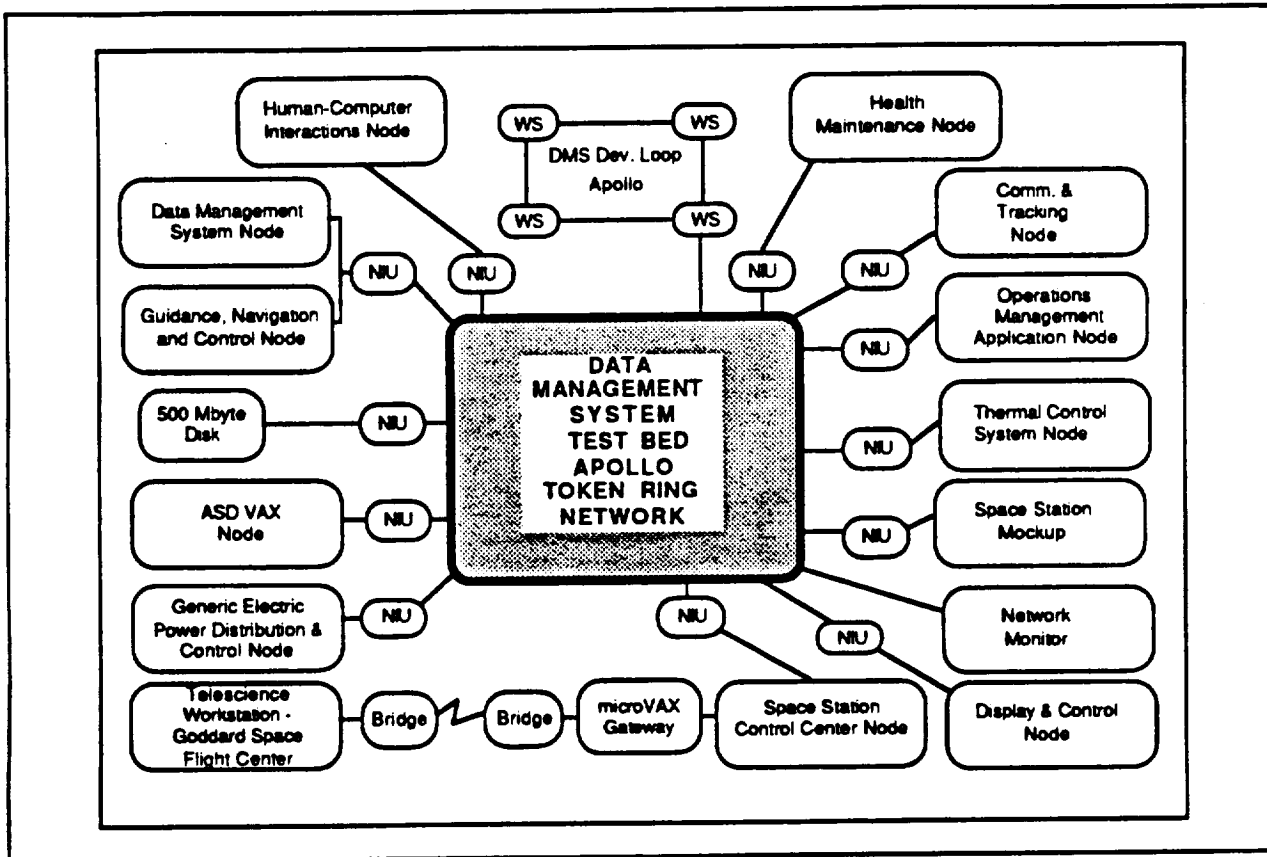 Human-Computer
Interactions Node
WS
WS
DMS Dev. Loop
Apollo
WS
WS
Health
Maintenance Node
Data Management
System Node
NIU
NIU
NIU
NIU
Comm. &
Tracking
Node
Guidance, Navigation
and Control Node
NIU
Operations
Management
Application Node
500 Mbyte
Disk
NIU
DATA
MANAGEMENT
SYSTEM
TEST BED
APOLLO
TOKEN RING
NETWORK
NIU
Thermal Control
System Node
ASD VAX
Node
NIU
NIU
Space Station
Mockup
Generic Electric
Power Distribution &
Control Node
NIU
NIU
NIU
Network
Monitor
Telescience
Workstation -
Goddard Space
Flight Center
Bridge
Bridge
microVAX
Gateway
Space Station
Control Center Node
Display & Control
Node